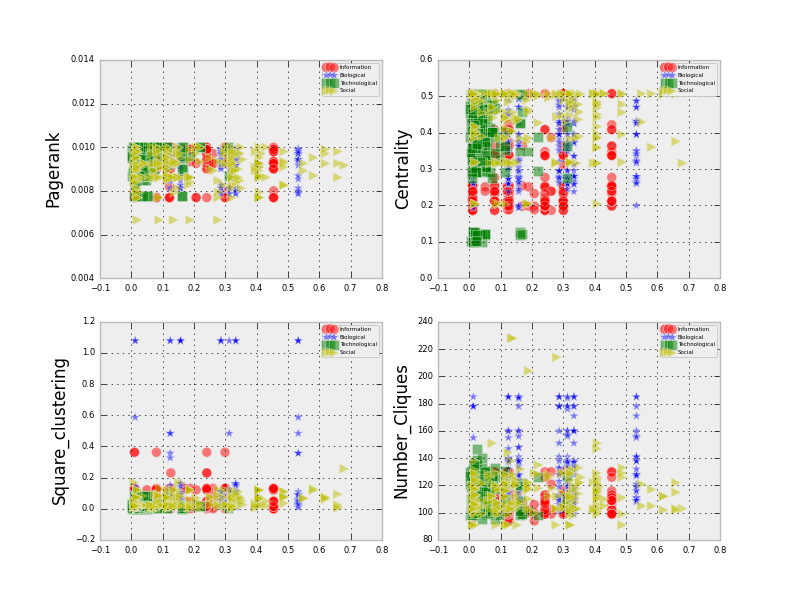 0.014
0.012
0.010
0.008
0.006
0.004
Pagerank
−0.1 0.0 0.1 0.2 0.3 0.4 0.5 0.6 0.7 0.8
Information
Biological
Technological
Social
0.6
0.5
0.4
0.3
0.2
0.1
0.0
Centrality
−0.1 0.0 0.1 0.2 0.3 0.4 0.5 0.6 0.7 0.8
Information
Biological
Technological
Social
1.2
1.0
0.8
0.6
0.4
0.2
0.0
−0.2
Square_clustering
−0.1 0.0 0.1 0.2 0.3 0.4 0.5 0.6 0.7 0.8
Information
Biological
Technological
Social
240
220
200
180
160
140
120
100
80
Number_Cliques
−0.1 0.0 0.1 0.2 0.3 0.4 0.5 0.6 0.7 0.8
Information
Biological
Technological
Social